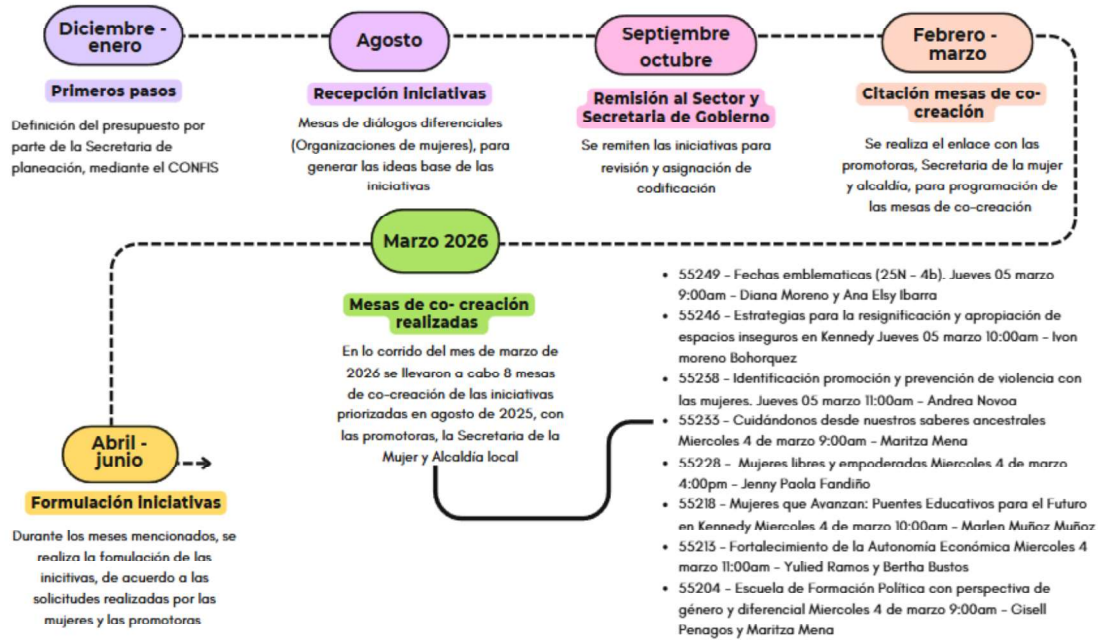 Diciembre -
enero
Primeros pasos
Definición del presupuesto por
parte de la Secretaria de
planeación, mediante el CONFIS
Agosto
Recepción iniciativas
Mesas de diálogos diferenciales
(Organizaciones de mujeres), para
generar las ideas base de las
iniciativas
Septiembre
octubre
Remisión al Sector y
Secretaria de Gobierno
Se remiten las iniciativas para
revisión y asignación de
codificación
Febrero -
marzo
Citación mesas de co-
creación
Se realiza el enlace con las
promotoras, Secretaria de la mujer
y alcaldía, para programación de
las mesas de co-creación
Marzo 2026
Mesas de co- creación
realizadas
En lo corrido del mes de marzo de
2026 se llevaron a cabo 8 mesas
de co-creación de las iniciativas
priorizadas en agosto de 2025, con
las promotoras, la Secretaria de la
Mujer y Alcaldía local
• 55249 - Fechas emblematicas (25N - 4b). Jueves 05 marzo
9:00am - Diana Moreno y Ana Elsy Ibarra
• 55246 - Estrategias para la resignificación y apropiación de
espacios inseguros en Kennedy Jueves 05 marzo 10:00am - Ivon
moreno Bohorquez
• 55238 - Identificación promoción y prevención de violencia con
las mujeres. Jueves 05 marzo 11:00am - Andrea Novoa
• 55233 - Cuidándonos desde nuestros saberes ancestrales
Miercoles 4 de marzo 9:00am - Maritza Mena
• 55228 - Mujeres libres y empoderadas Miercoles 4 de marzo
4:00pm - Jenny Paola Fandiño
• 55218 - Mujeres que Avanzan: Puentes Educativos para el Futuro
en Kennedy Miercoles 4 de marzo 10:00am - Marlen Muñoz Muñoz
• 55213 - Fortalecimiento de la Autonomía Económica Miercoles 4
marzo 11:00am - Yulied Ramos y Bertha Bustos
• 55204 - Escuela de Formación Política con perspectiva de
género y diferencial Miercoles 4 de marzo 9:00am - Gisell
Penagos y Maritza Mena
Abril -
junio
Formulación iniciativas
Durante los meses mencionados, se
realiza la fomulación de las
inicitivas, de acuerdo a las
solicitudes realizadas por las
mujeres y las promotoras